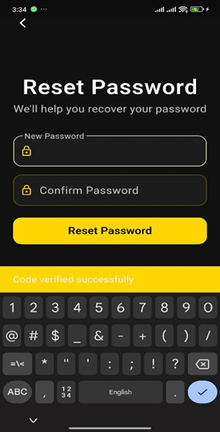 3:34
Reset Password
We'll help you recover your password
New Password
Confirm Password
Reset Password
Code verified successfully
1 2 3 4 5 6 7 8 9 0
@ # $ _ & - + ( ) /
=\< * " ' : ; ! ?
ABC , 12 34 English .